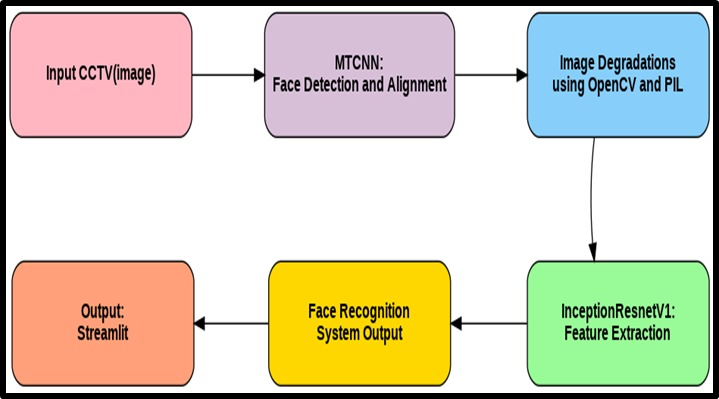 Input CCTV(image)
MTCNN:
Face Detection and Alignment
Image Degradations
using OpenCV and PIL
InceptionResnetV1:
Feature Extraction
Face Recognition
System Output
Output:
Streamlit